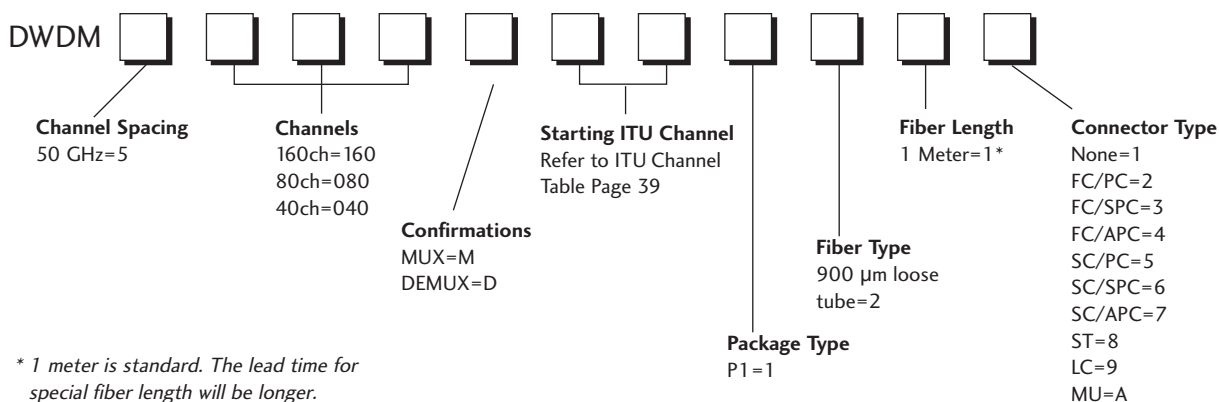 DWDM
Channel Spacing
50 GHz=5
Channels
160ch=160
80ch=080
40ch=040
Confirmations
MUX=M
DEMUX=D
Starting ITU Channel
Refer to ITU Channel
Table Page 39
Package Type
P1=1
Fiber Type
900 µm loose
tube=2
Fiber Length
1 Meter=1*
Connector Type
None=1
FC/PC=2
FC/SPC=3
FC/APC=4
SC/PC=5
SC/SPC=6
SC/APC=7
ST=8
LC=9
MU=A
* 1 meter is standard. The lead time for
special fiber length will be longer.